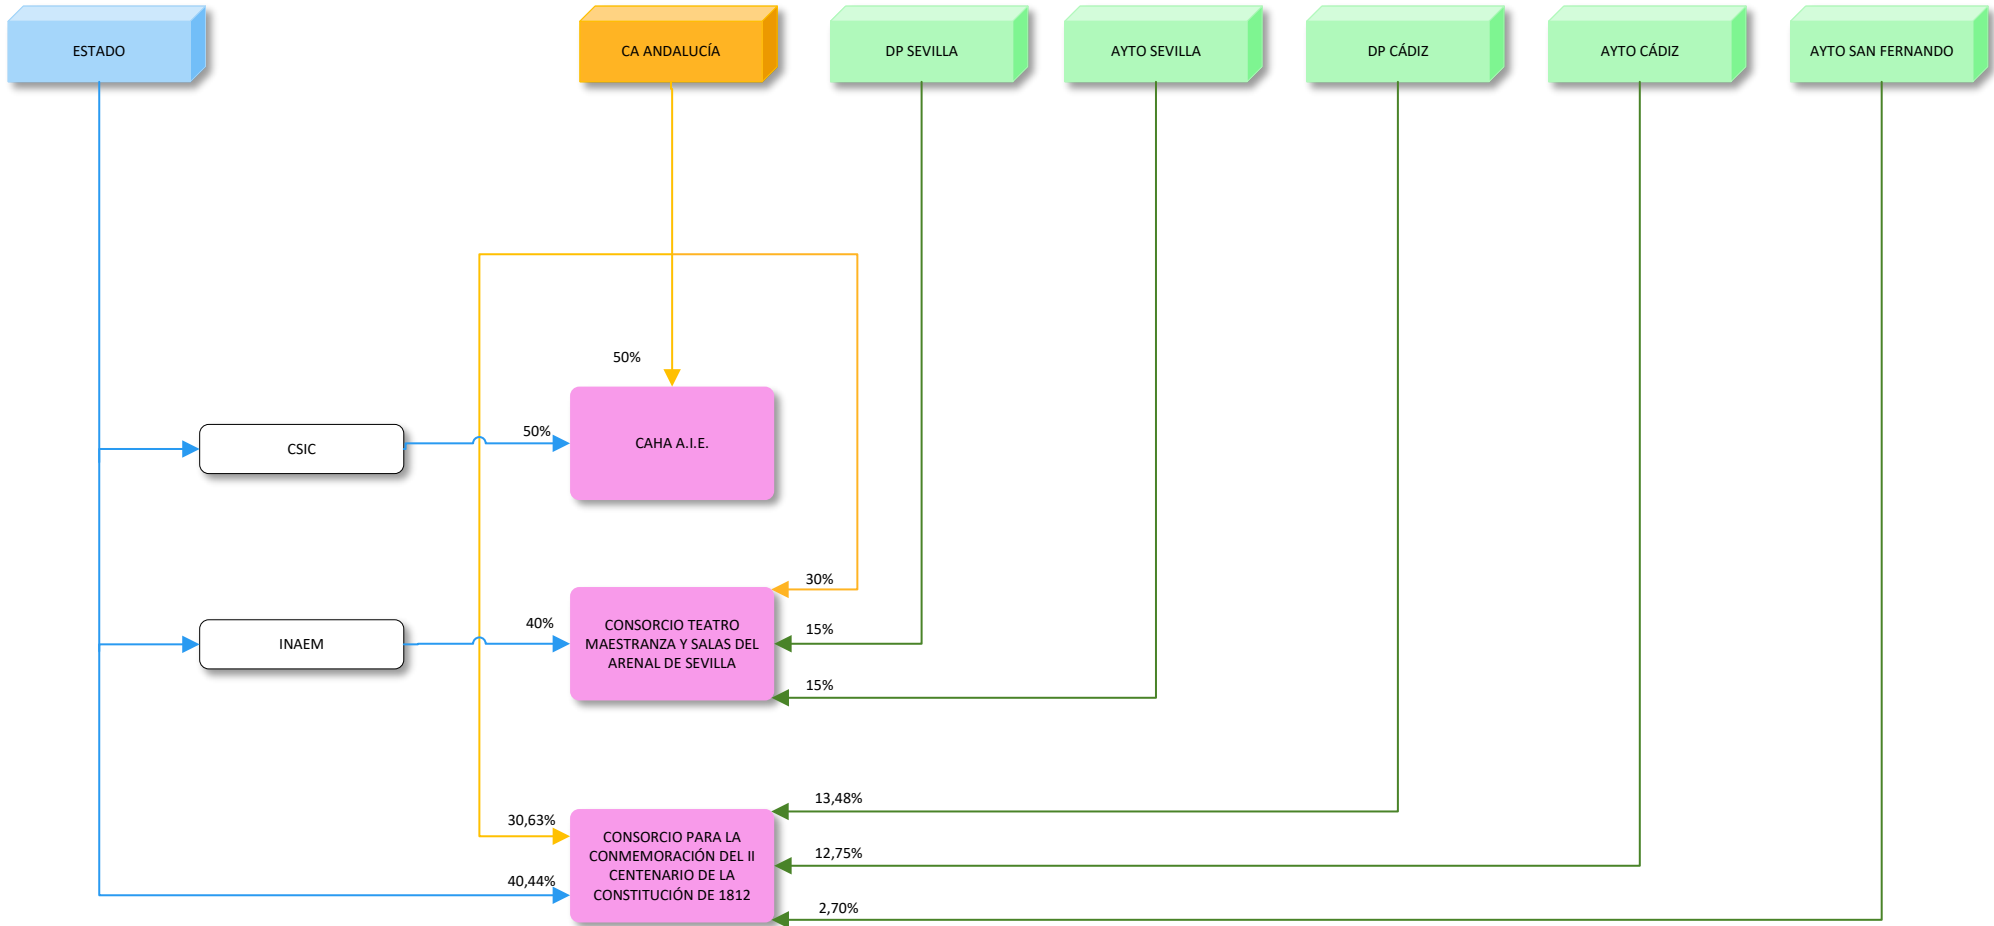 ESTADO
CA ANDALUCÍA
DP SEVILLA
AYTO SEVILLA
DP CÁDIZ
AYTO CÁDIZ
AYTO SAN FERNANDO
50%
50%
CSIC
CAHA A.I.E.
30%
40%
INAEM
CONSORCIO TEATRO
MAESTRANZA Y SALAS DEL
ARENAL DE SEVILLA
15%
15%
13,48%
30,63%
CONSORCIO PARA LA
CONMEMORACIÓN DEL II
CENTENARIO DE LA
CONSTITUCIÓN DE 1812
12,75%
40,44%
2,70%